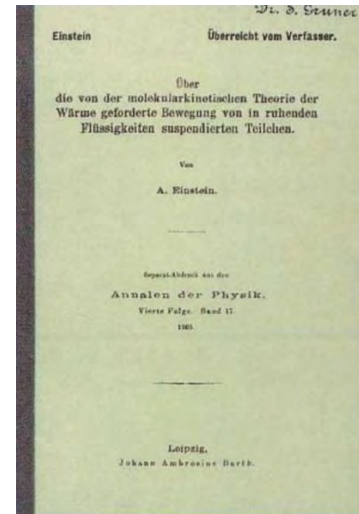 Dr. P. Gruner
Einstein Überreicht vom Verfasser.
Über
die von der molekularkinetischen Theorie der
Wärme geforderte Bewegung von in ruhenden
Flüssigkeiten suspendierten Teilchen.
Von
A. Einstein.
Separat-Abdruck aus den
Annalen der Physik.
Vierte Folge. Band 17.
1905.
Leipzig,
Johann Ambrosius Barth.